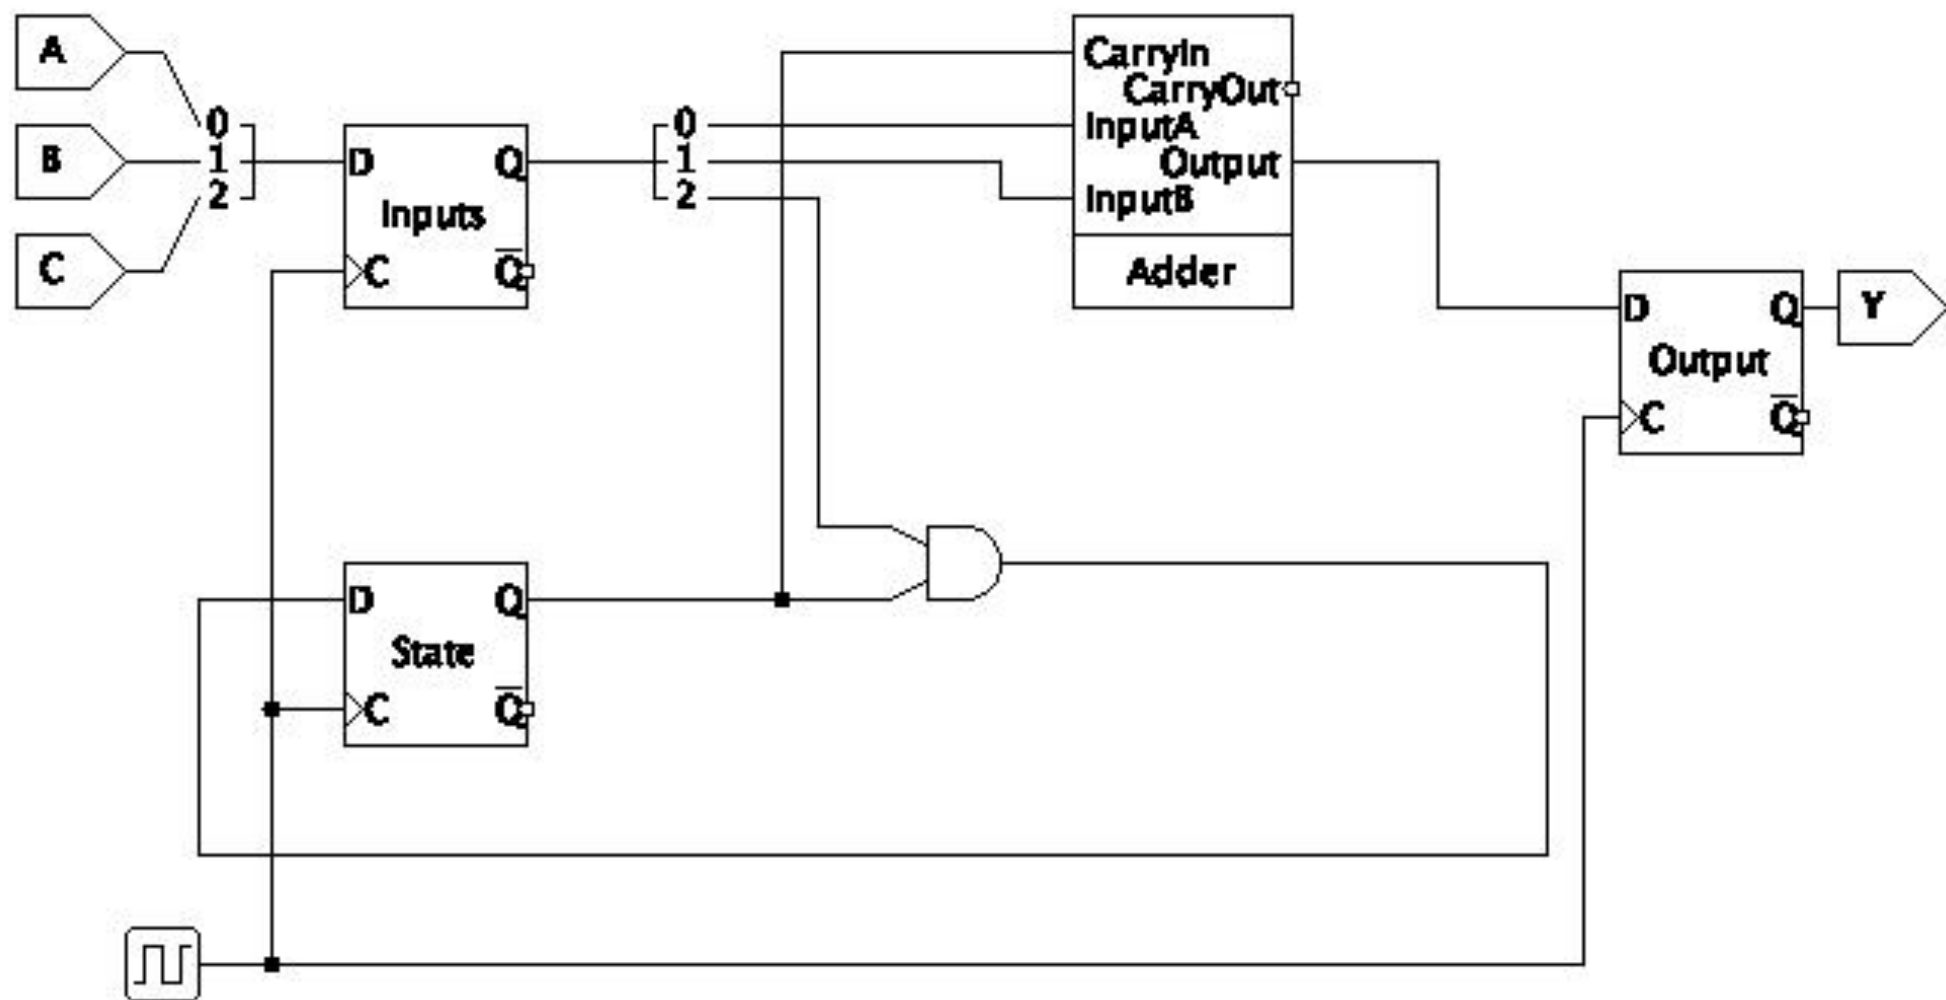 A
B
C
0
1
2
D
Q
Inputs
C
Q
0
1
2
CarryIn
CarryOut
InputA
Output
InputB
Adder
D
Q
Output
C
Q
Y
D
Q
State
C
Q